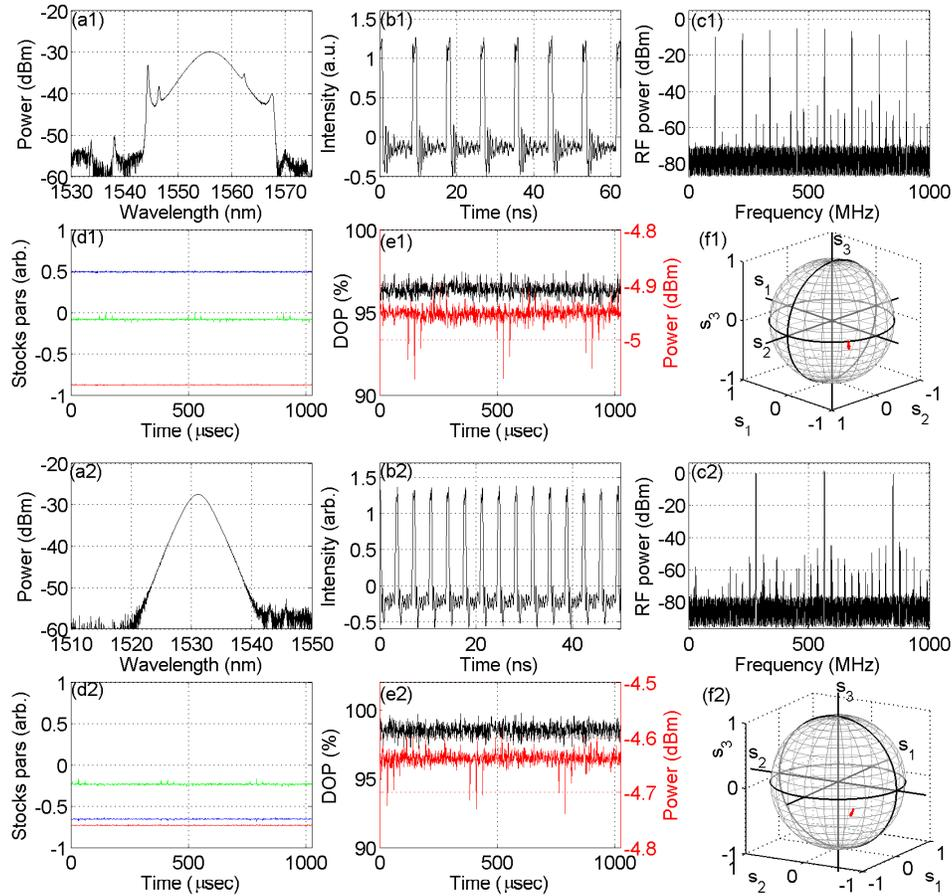 (a1)
-20
-30
-40
-50
-60
Power (dBm)
1530 1540 1550 1560 1570
Wavelength (nm)
(b1)
1.5
1
0.5
0
-0.5
Intensity (a.u.)
0 20 40 60
Time (ns)
(c1)
0
-20
-40
-60
-80
RF power (dBm)
0 500 1000
Frequency (MHz)
(d1)
1
0.5
0
-0.5
-1
Stocks pars (arb.)
0 500 1000
Time (μsec)
(e1)
100
95
90
DOP (%)
-4.8
-4.9
-5
Power (dBm)
0 500 1000
Time (μsec)
(f1)
s3
s1
s2
1
0
-1
s3
-1 0 1
s1
1 0 -1
s2
(a2)
-20
-30
-40
-50
-60
Power (dBm)
1510 1520 1530 1540 1550
Wavelength (nm)
(b2)
1.5
1
0.5
0
-0.5
Intensity (arb.)
0 20 40
Time (ns)
(c2)
0
-20
-40
-60
-80
RF power (dBm)
0 500 1000
Frequency (MHz)
(d2)
1
0.5
0
-0.5
-1
Stocks pars (arb.)
0 500 1000
Time (μsec)
(e2)
100
95
90
DOP (%)
-4.5
-4.6
-4.7
-4.8
Power (dBm)
0 500 1000
Time (μsec)
(f2)
s3
s1
s2
1
0
-1
s3
1 0 -1
s2
-1 0 1
s1